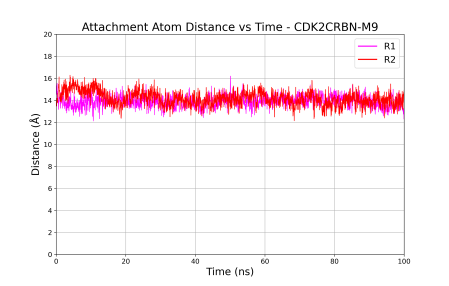 Attachment Atom Distance vs Time - CDK2CRBN-M9
R1
R2
20
18
16
14
12
10
8
6
4
2
0
Distance (Å)
0 20 40 60 80 100
Time (ns)